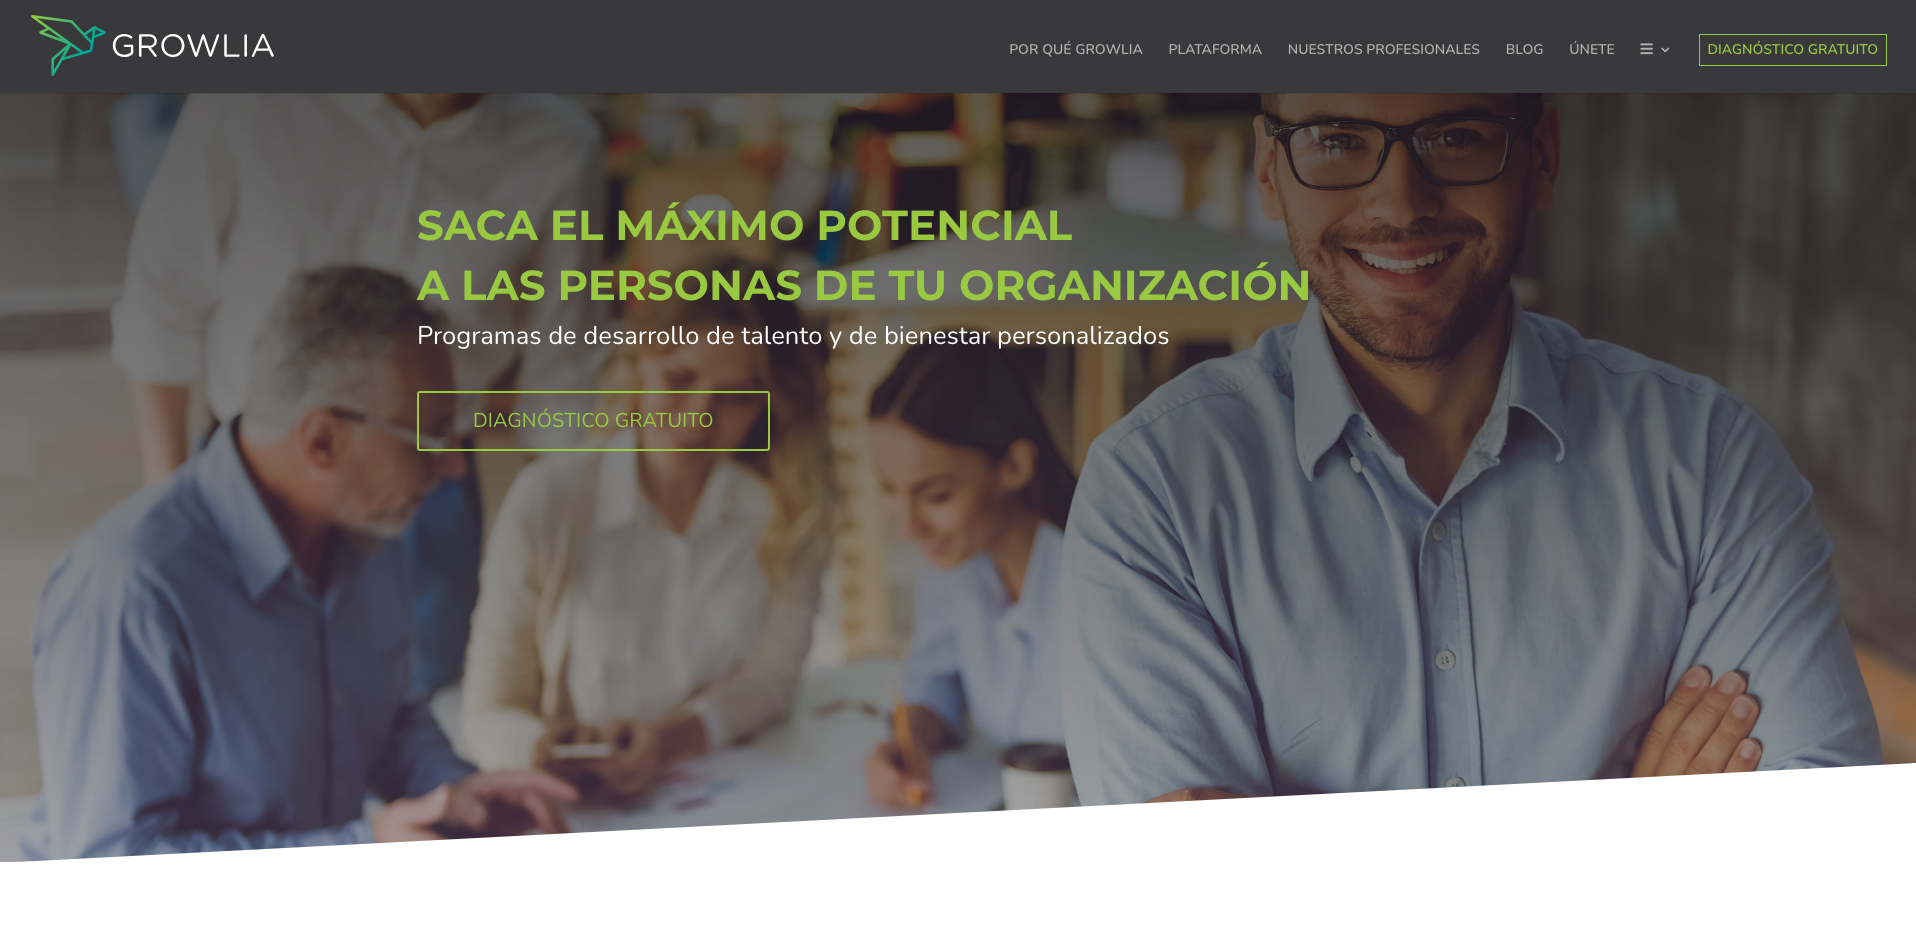 GROWLIA
POR QUÉ GROWLIA
PLATAFORMA
NUESTROS PROFESIONALES
BLOG
ÚNETE
DIAGNÓSTICO GRATUITO
SACA EL MÁXIMO POTENCIAL
A LAS PERSONAS DE TU ORGANIZACIÓN
Programas de desarrollo de talento y de bienestar personalizados
DIAGNÓSTICO GRATUITO